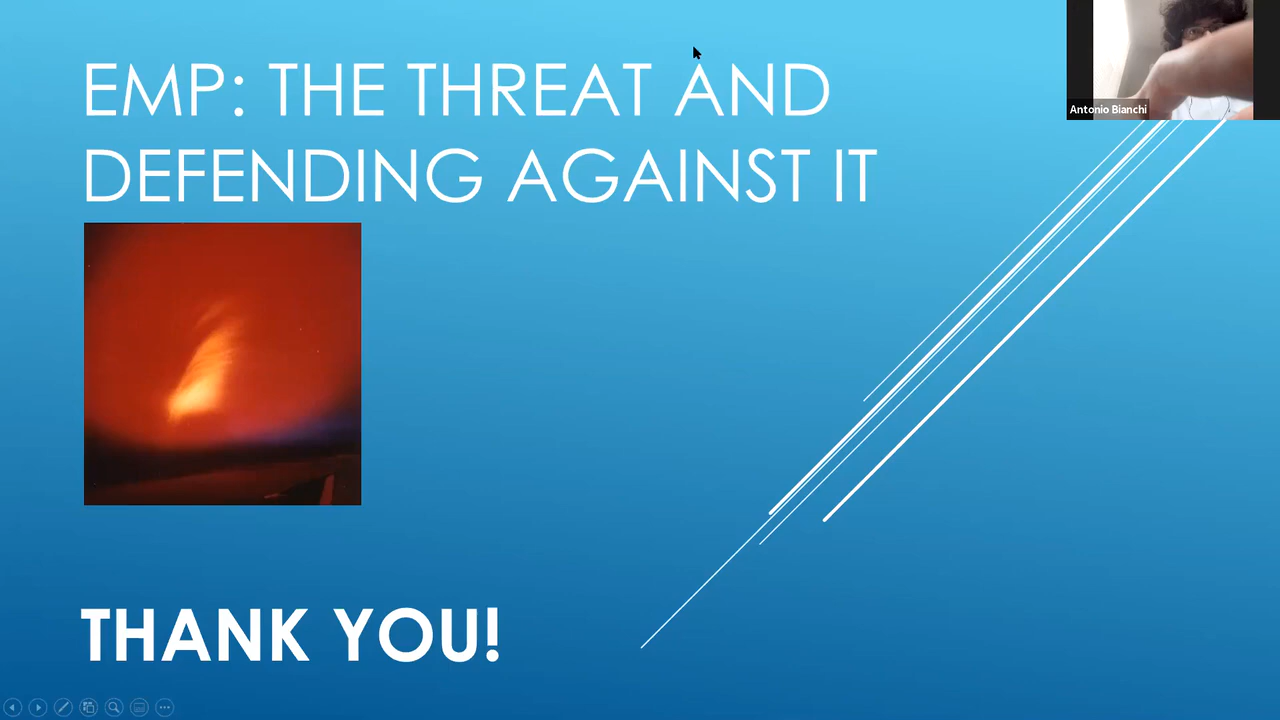 EMP: THE THREAT AND
DEFENDING AGAINST IT
Antonio Bianchi
THANK YOU!